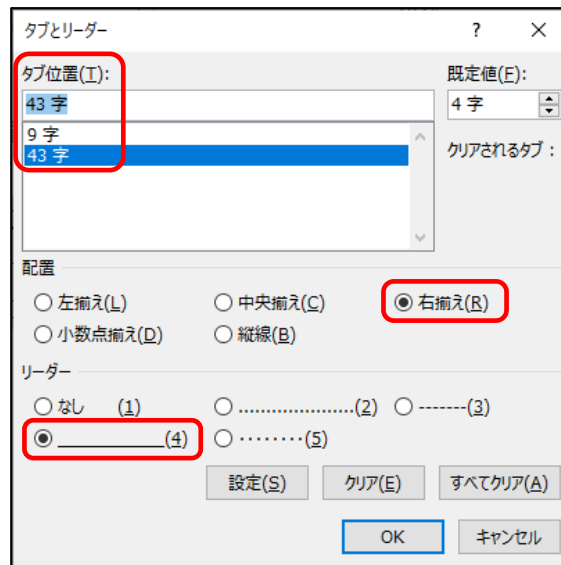 タブとリーダー ? ×
タブ位置(T): 既定値(F):
43 字 4 字
9 字
43 字 クリアされるタブ :
配置
左揃え(L) 中央揃え(C) 右揃え(R)
小数点揃え(D) 縦線(B)
リーダー
なし (1) .....................(2) -------(3)
____________(4) ········(5)
設定(S) クリア(E) すべてクリア(A)
OK キャンセル